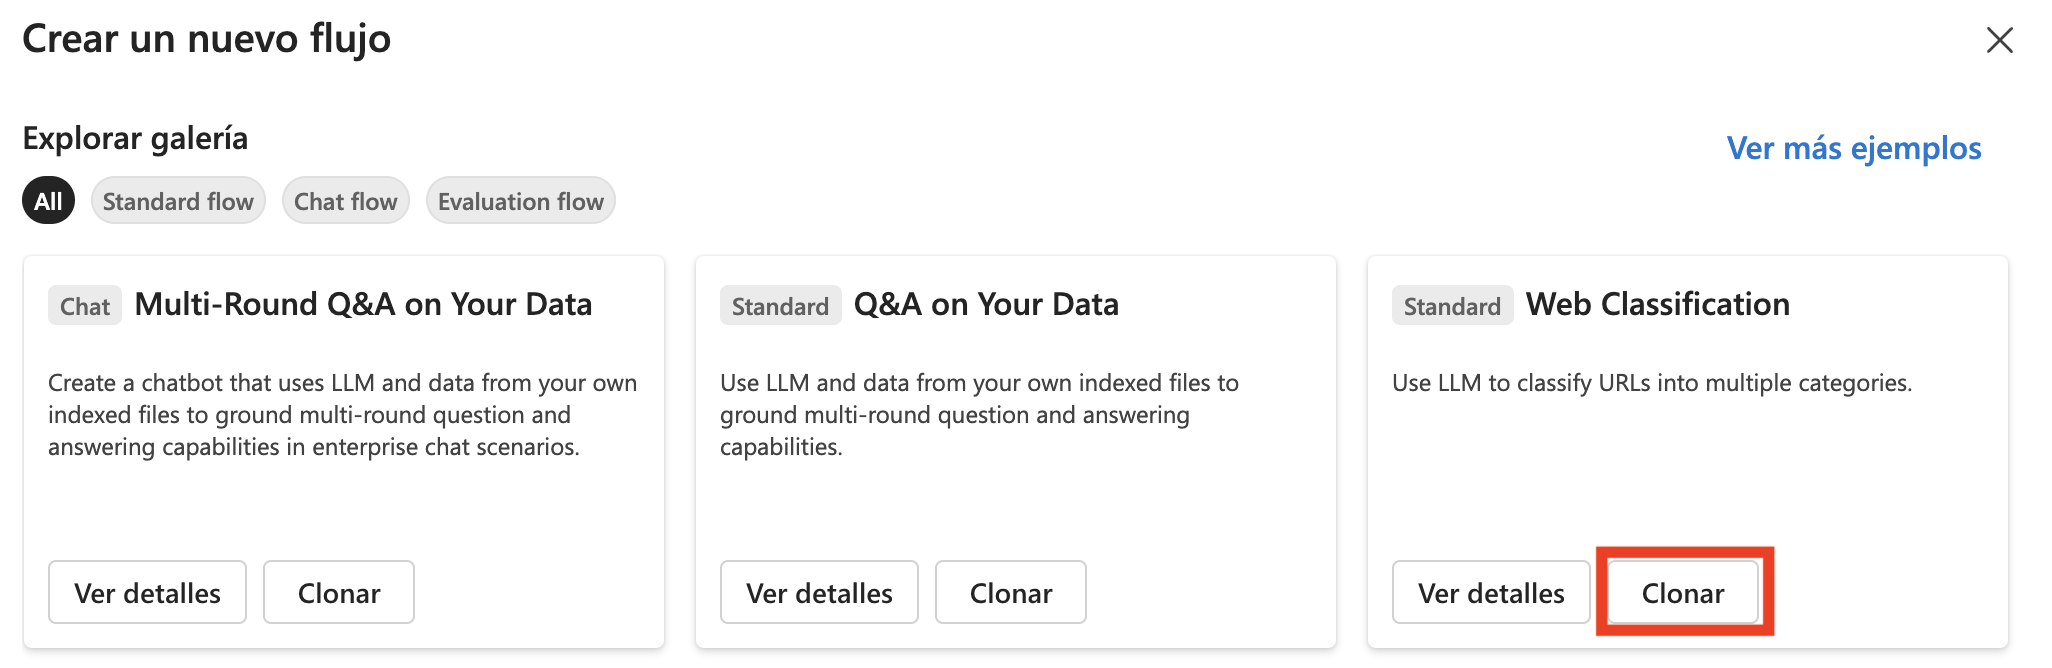 Crear un nuevo flujo
Explorar galería
Ver más ejemplos
All
Standard flow
Chat flow
Evaluation flow
Chat
Multi-Round Q&A on Your Data
Create a chatbot that uses LLM and data from your own
indexed files to ground multi-round question and
answering capabilities in enterprise chat scenarios.
Ver detalles
Clonar
Standard
Q&A on Your Data
Use LLM and data from your own indexed files to
ground multi-round question and answering
capabilities.
Ver detalles
Clonar
Standard
Web Classification
Use LLM to classify URLs into multiple categories.
Ver detalles
Clonar